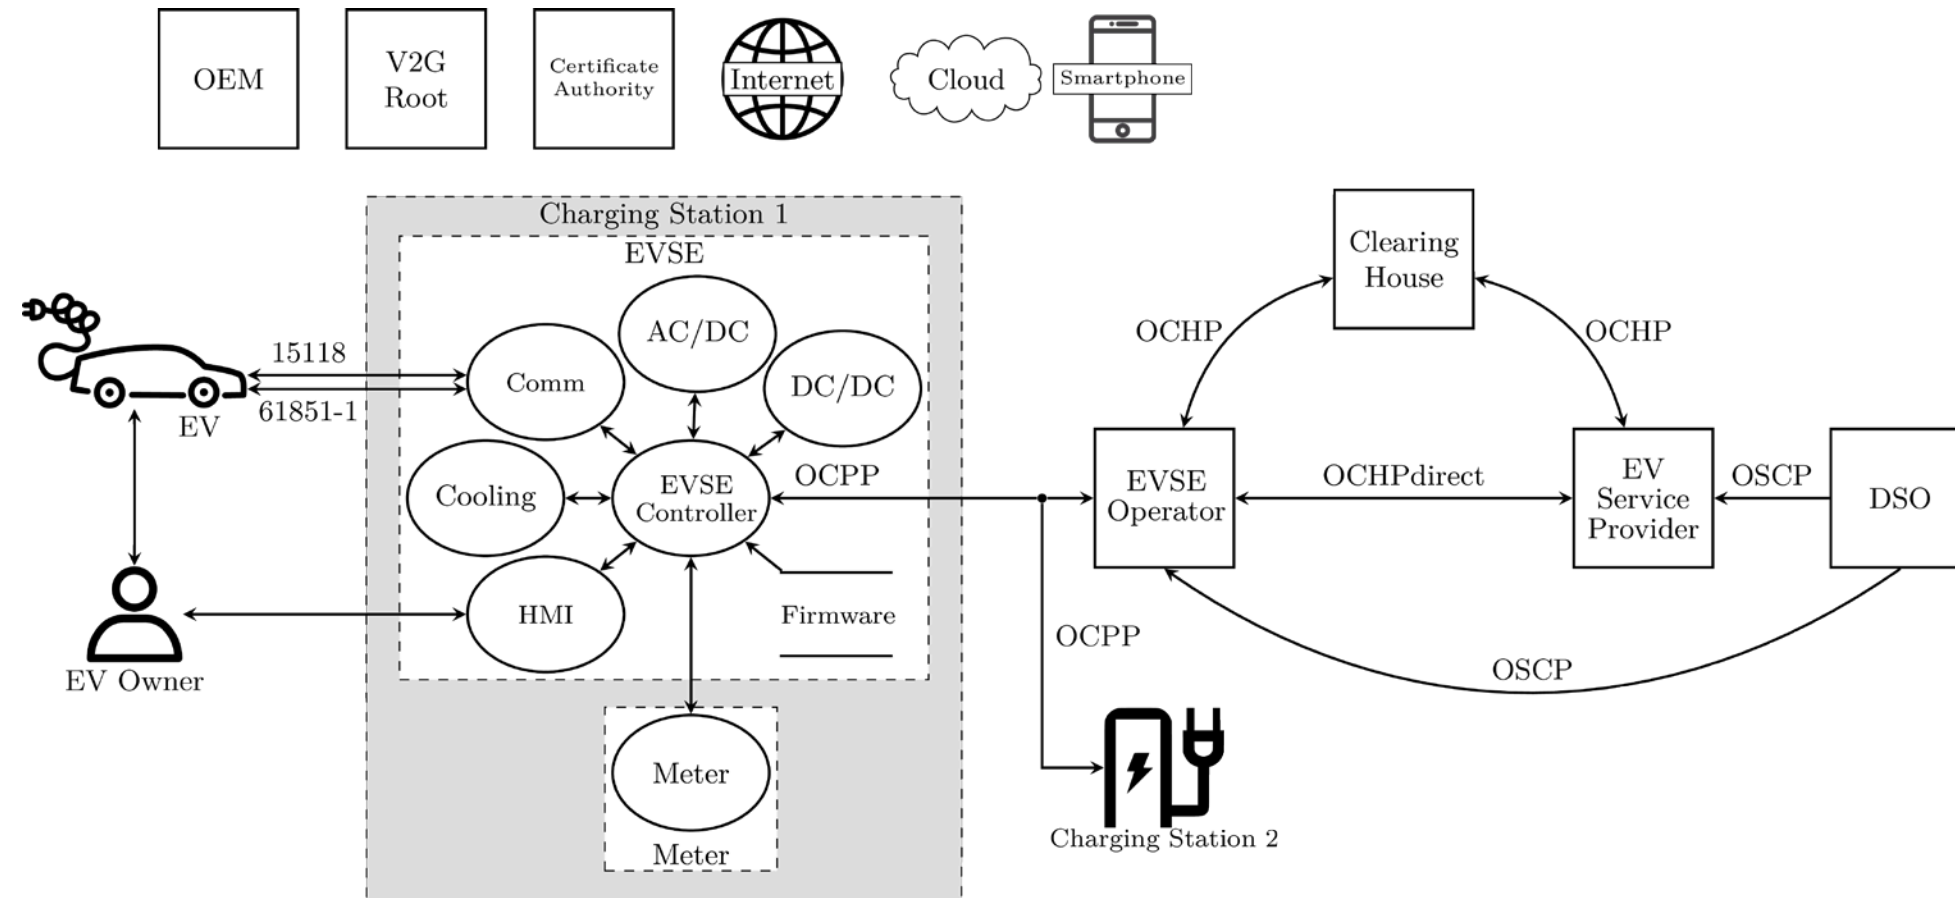 OEM
V2G
Root
Certificate
Authority
Internet
Cloud
Smartphone
Charging Station 1
EVSE
Clearing
House
AC/DC
OCHP
OCHP
15118
Comm
DC/DC
61851-1
EV
EVSE
Controller
OCPP
Cooling
EVSE
Operator
OCHPdirect
EV
Service
Provider
OSCP
DSO
HMI
Firmware
OCPP
EV Owner
OSCP
Meter
Meter
Charging Station 2